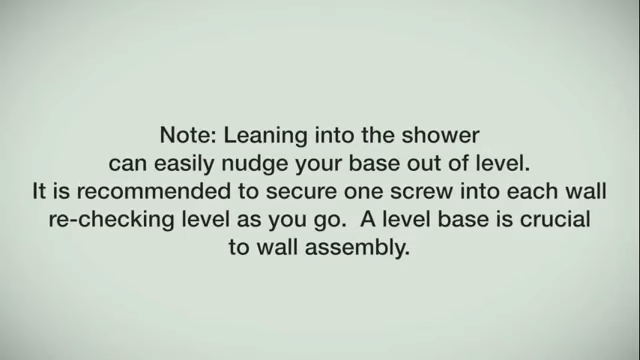 Note: Leaning into the shower
can easily nudge your base out of level.
It is recommended to secure one screw into each wall
re-checking level as you go.  A level base is crucial
to wall assembly.